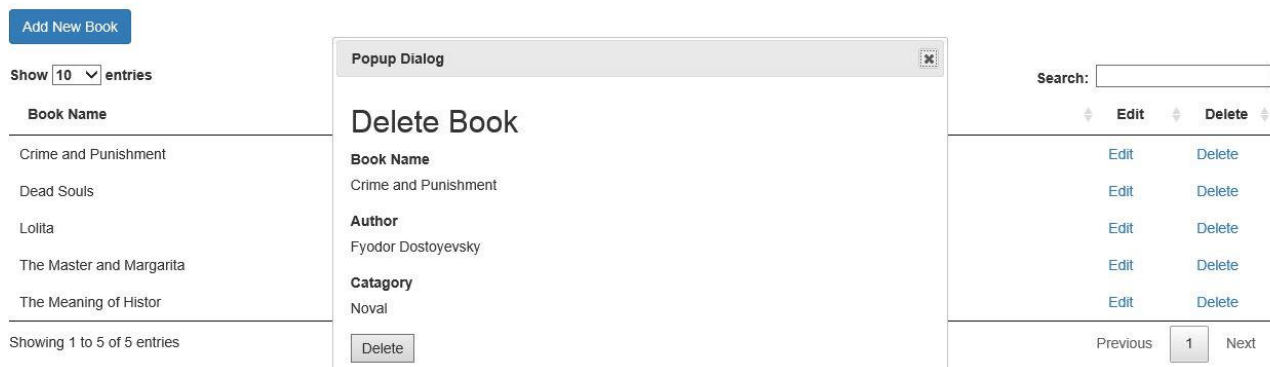 Add New Book
Show 10 entries
Search:
Book Name
Edit Delete
Crime and Punishment
Edit Delete
Dead Souls
Edit Delete
Lolita
Edit Delete
The Master and Margarita
Edit Delete
The Meaning of Histor
Edit Delete
Showing 1 to 5 of 5 entries
Previous 1 Next
Popup Dialog
Delete Book
Book Name
Crime and Punishment
Author
Fyodor Dostoyevsky
Catagory
Noval
Delete